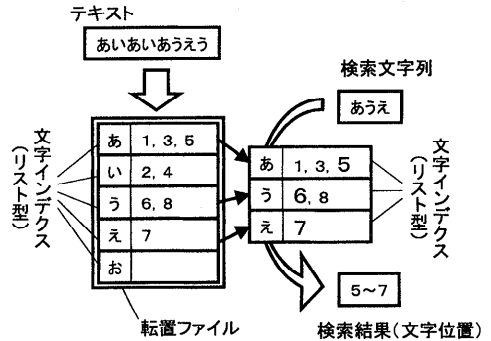 テキスト
あいあいあうえう
検索文字列
あうえ
文字インデクス
(リスト型)
あ 1, 3, 5
い 2, 4
う 6, 8
え 7
お
あ 1, 3, 5
う 6, 8
え 7
文字インデクス
(リスト型)
転置ファイル
5～7
検索結果(文字位置)